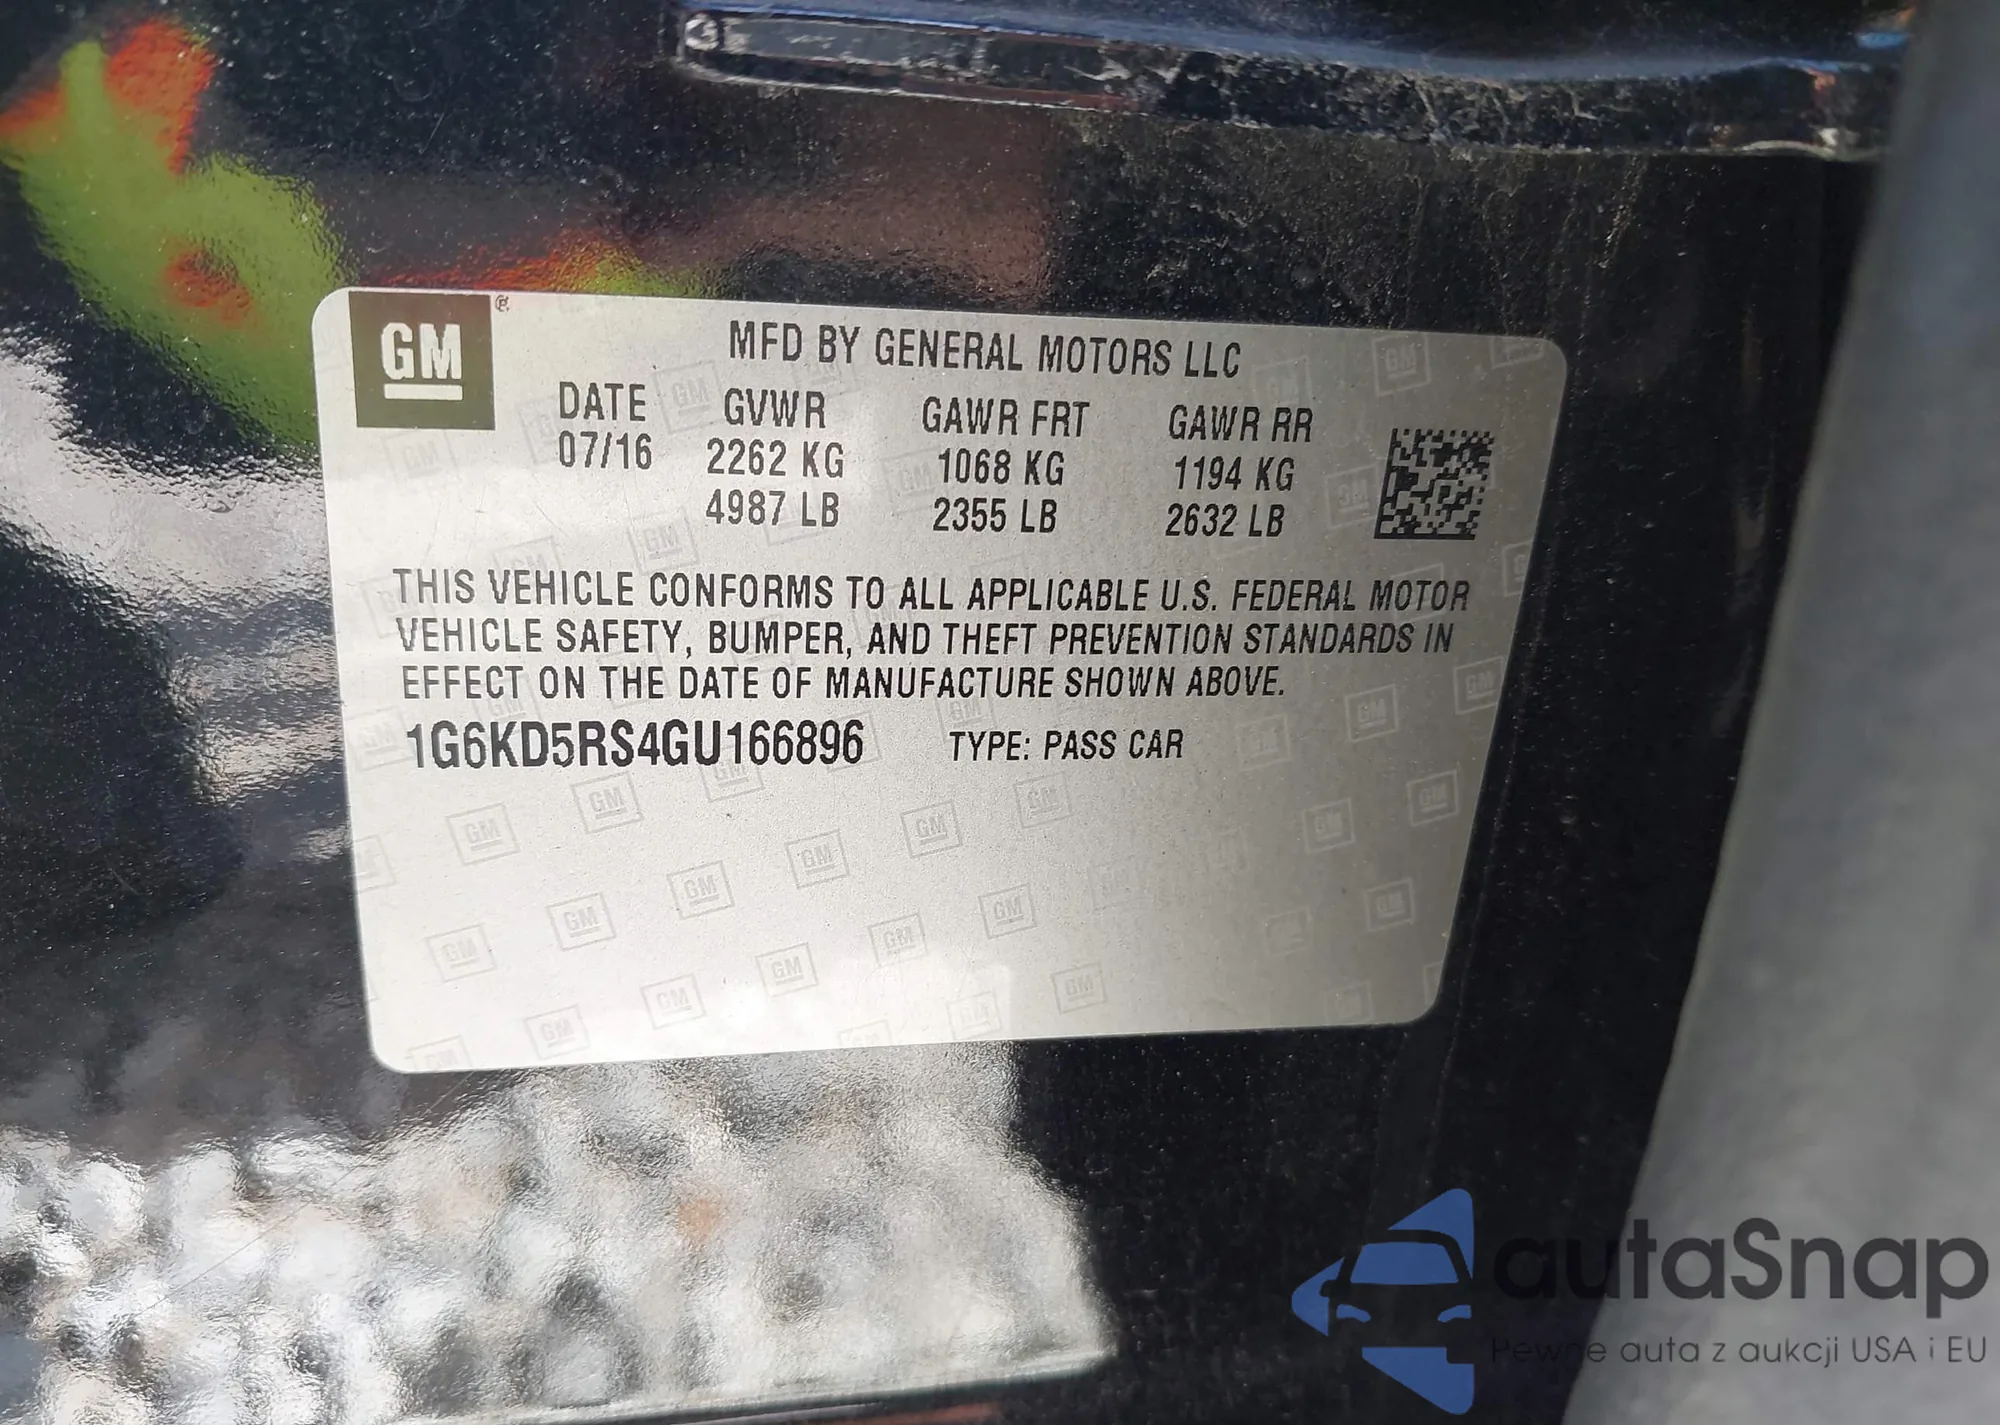 GM
MFD BY GENERAL MOTORS LLC
DATE GVWR GAWR FRT GAWR RR
07/16 2262 KG 1068 KG 1194 KG
4987 LB 2355 LB 2632 LB
THIS VEHICLE CONFORMS TO ALL APPLICABLE U.S. FEDERAL MOTOR
VEHICLE SAFETY, BUMPER, AND THEFT PREVENTION STANDARDS IN
EFFECT ON THE DATE OF MANUFACTURE SHOWN ABOVE.
1G6KD5RS4GU166896 TYPE: PASS CAR
autaSnap
Pewne auta z aukcji USA i EU